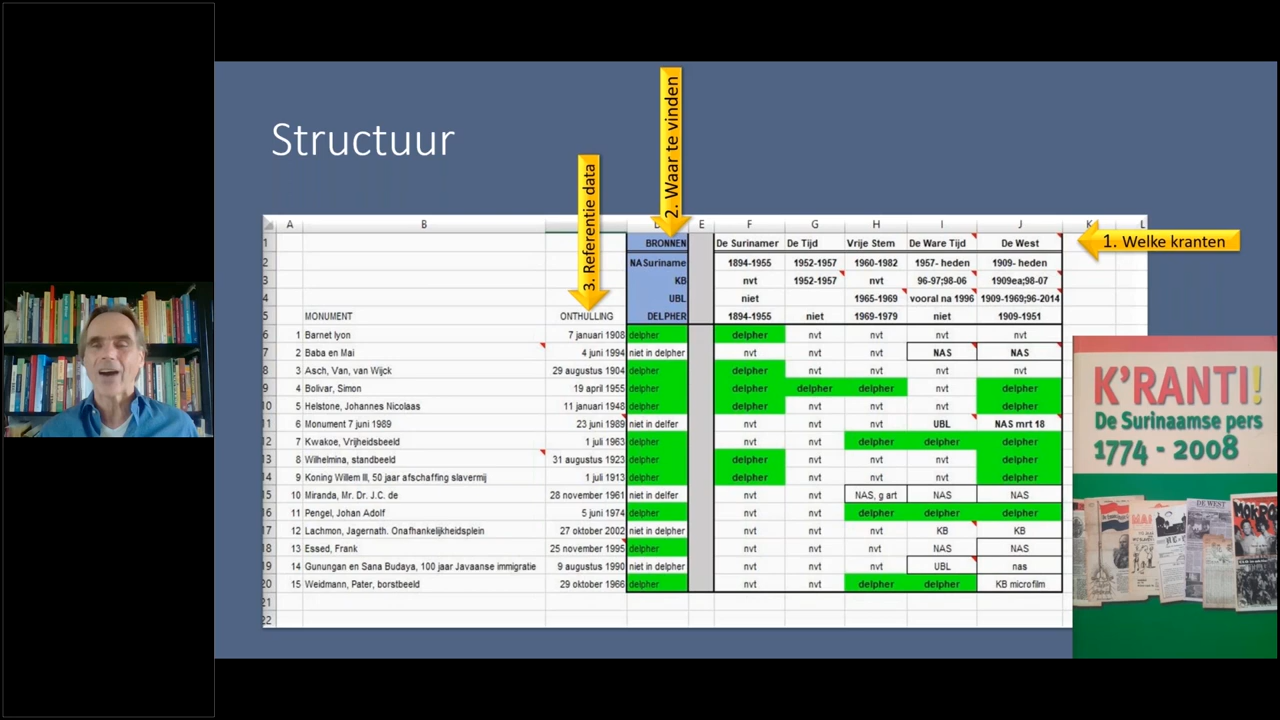 Structuur
3. Referentie data
2. Waar te vinden
1. Welke kranten
A B E F G H I J K L
1 BRONNEN De Surinamer De Tijd Vrije Stem De Ware Tijd De West
2 NA Suriname 1894-1955 1952-1957 1960-1982 1957- heden 1909- heden
3 KB nvt 1952-1957 nvt 96-97;98-06 1909ea;98-07
4 UBL niet 1965-1969 vooral na 1996 1909-1969;96-2014
5 MONUMENT ONTHULLING DELPHER 1894-1955 niet 1969-1979 niet 1909-1951
6 1 Barnet lyon 7 januari 1908 delpher delpher nvt nvt nvt nvt
7 2 Baba en Mai 4 juni 1994 niet in delpher nvt nvt nvt NAS NAS
8 3 Asch, Van, van Wijck 29 augustus 1904 delpher delpher nvt nvt nvt nvt
9 4 Bolivar, Simon 19 april 1955 delpher delpher delpher delpher nvt delpher
10 5 Helstone, Johannes Nicolaas 11 januari 1948 delpher delpher nvt nvt nvt delpher
11 6 Monument 7 juni 1989 23 juni 1989 niet in delfer nvt nvt nvt UBL NAS mrt 18
12 7 Kwakoe, Vrijheidsbeeld 1 juli 1963 delpher nvt nvt delpher delpher delpher
13 8 Wilhelmina, standbeeld 31 augustus 1923 delpher delpher nvt nvt nvt delpher
14 9 Koning Willem III, 50 jaar afschaffing slavermij 1 juli 1913 delpher delpher nvt nvt nvt delpher
15 10 Miranda, Mr. Dr. J.C. de 28 november 1961 niet in delfer nvt nvt NAS, g art NAS NAS
16 11 Pengel, Johan Adolf 5 juni 1974 delpher nvt nvt delpher delpher delpher
17 12 Lachmon, Jagernath. Onafhankelijkheidsplein 27 oktober 2002 niet in delpher nvt nvt nvt KB KB
18 13 Essed, Frank 25 november 1995 delpher nvt nvt nvt NAS NAS
19 14 Gunungan en Sana Budaya, 100 jaar Javaanse immigratie 9 augustus 1990 niet in delpher nvt nvt nvt UBL nas
20 15 Weidmann, Pater, borstbeeld 29 oktober 1966 delpher nvt nvt delpher delpher KB microfilm
21
22
K'RANTI!
De Surinaamse pers
1774 - 2008
DE WEST